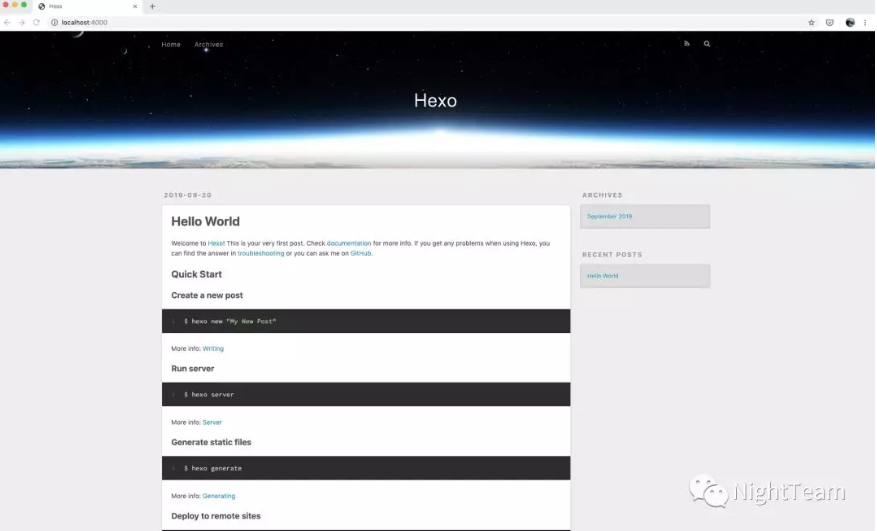 Hexo
localhost:4000
Home Archives
Hexo
2019-09-20
Hello World
Welcome to Hexo! This is your very first post. Check documentation for more info. If you get any problems when using Hexo, you
can find the answer in troubleshooting or you can ask me on GitHub.
Quick Start
Create a new post
1 $ hexo new "My New Post"
More info: Writing
Run server
1 $ hexo server
More info: Server
Generate static files
1 $ hexo generate
More info: Generating
Deploy to remote sites
ARCHIVES
September 2019
RECENT POSTS
Hello World
NightTeam